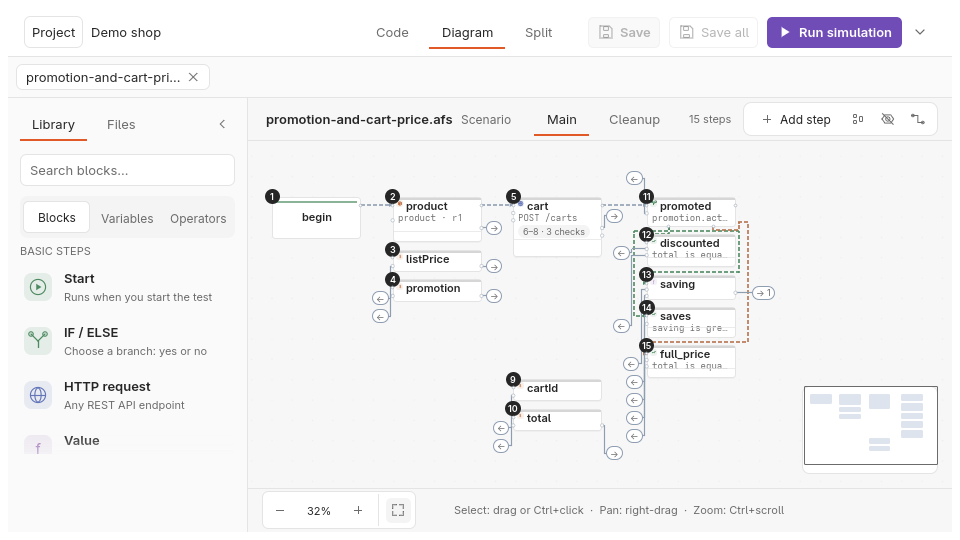 Project Demo shop Code Diagram Split Save Save all Run simulation
promotion-and-cart-pri...
Library Files
promotion-and-cart-price.afs Scenario Main Cleanup 15 steps Add step
Search blocks...
Blocks Variables Operators
BASIC STEPS
Start
Runs when you start the test
IF / ELSE
Choose a branch: yes or no
HTTP request
Any REST API endpoint
Value
f
1
begin
2
product
product · r1
3
listPrice
4
promotion
5
cart
POST /carts
6–8 · 3 checks
9
cartId
10
total
11
promoted
promotion.act…
12
discounted
total is equa…
13
saving
1
14
saves
saving is gre…
15
full_price
total is equa…
32%
Select: drag or Ctrl+click · Pan: right-drag · Zoom: Ctrl+scroll